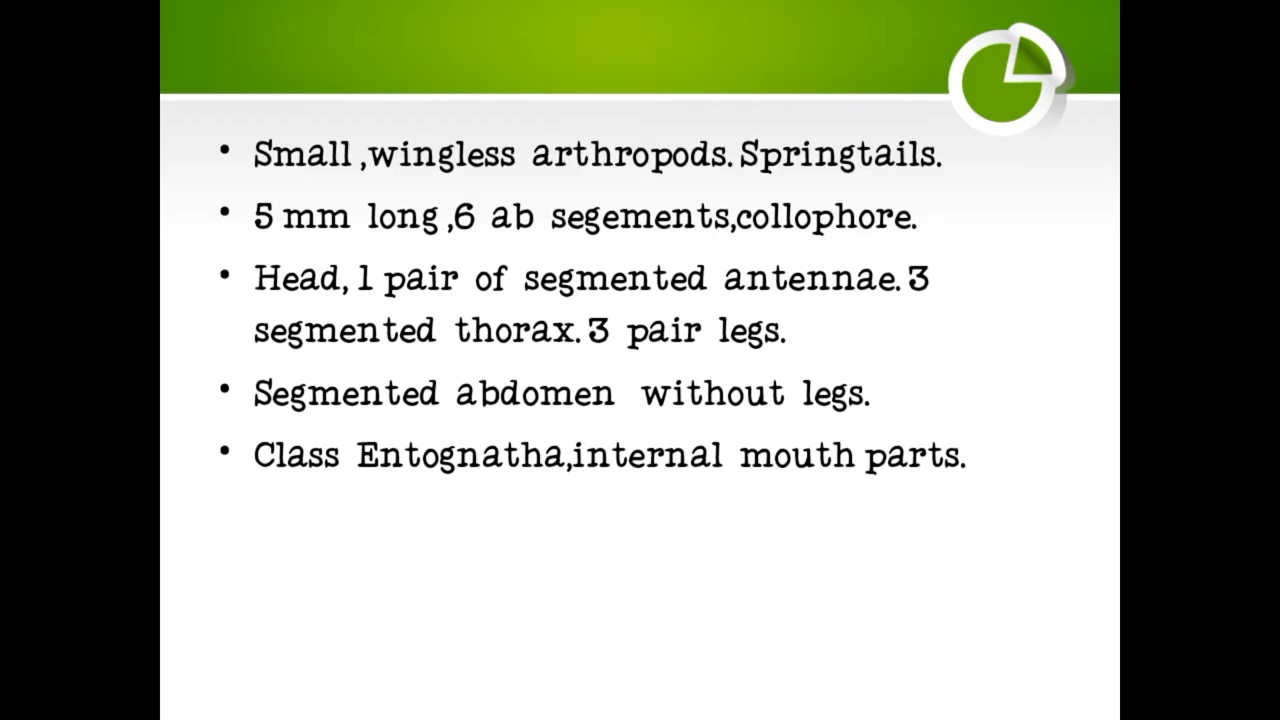 • Small ,wingless arthropods. Springtails.
• 5 mm long ,6 ab segements,collophore.
• Head, 1 pair of segmented antennae. 3
segmented thorax. 3 pair legs.
• Segmented abdomen without legs.
• Class Entognatha,internal mouth parts.